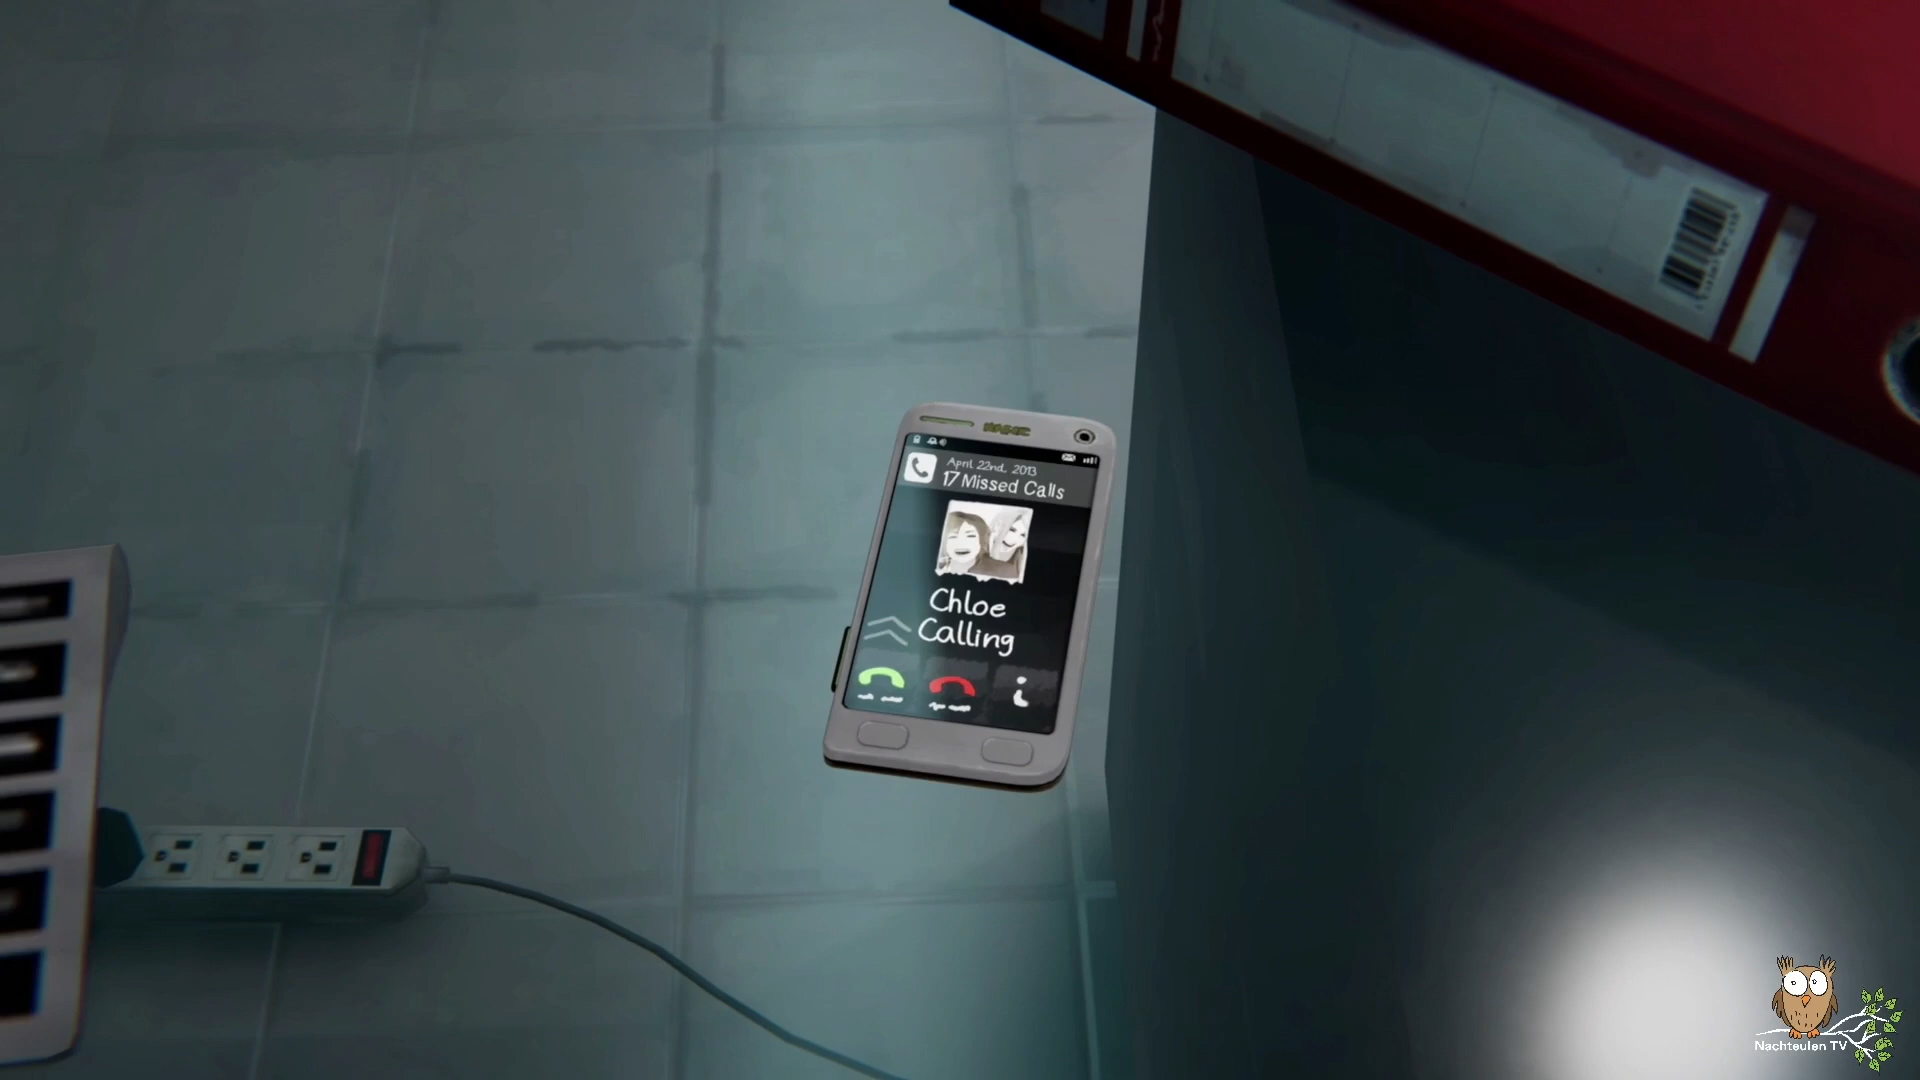 April 22nd, 2013
17 Missed Calls
Chloe
Calling
Nachteulen TV